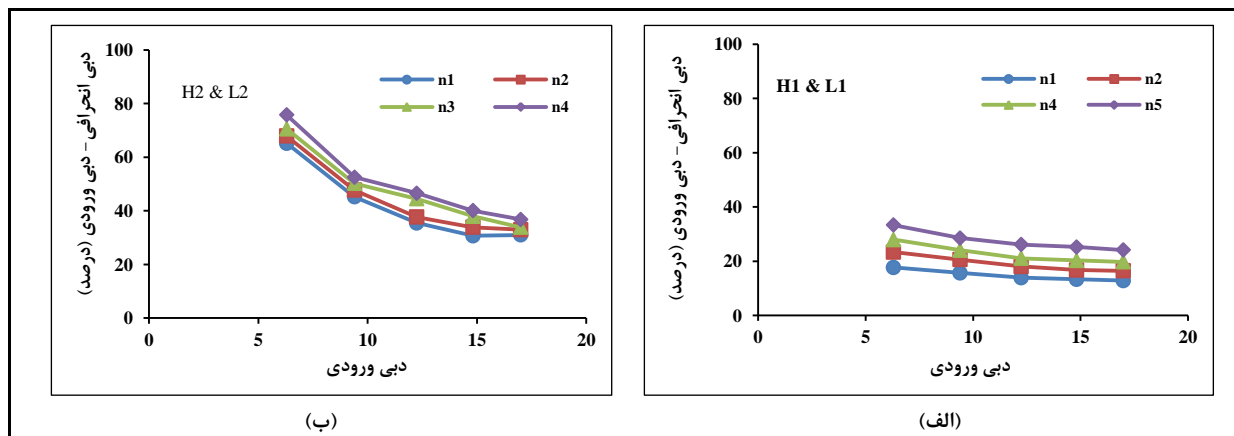 دبی انحرافی - دبی ورودی (درصد)
100
80
60
40
20
0
H1 & L1
n1 n2
n4 n5
0 5 10 15 20
دبی ورودی
(الف)
دبی انحرافی - دبی ورودی (درصد)
100
80
60
40
20
0
H2 & L2
n1 n2
n3 n4
0 5 10 15 20
دبی ورودی
(ب)